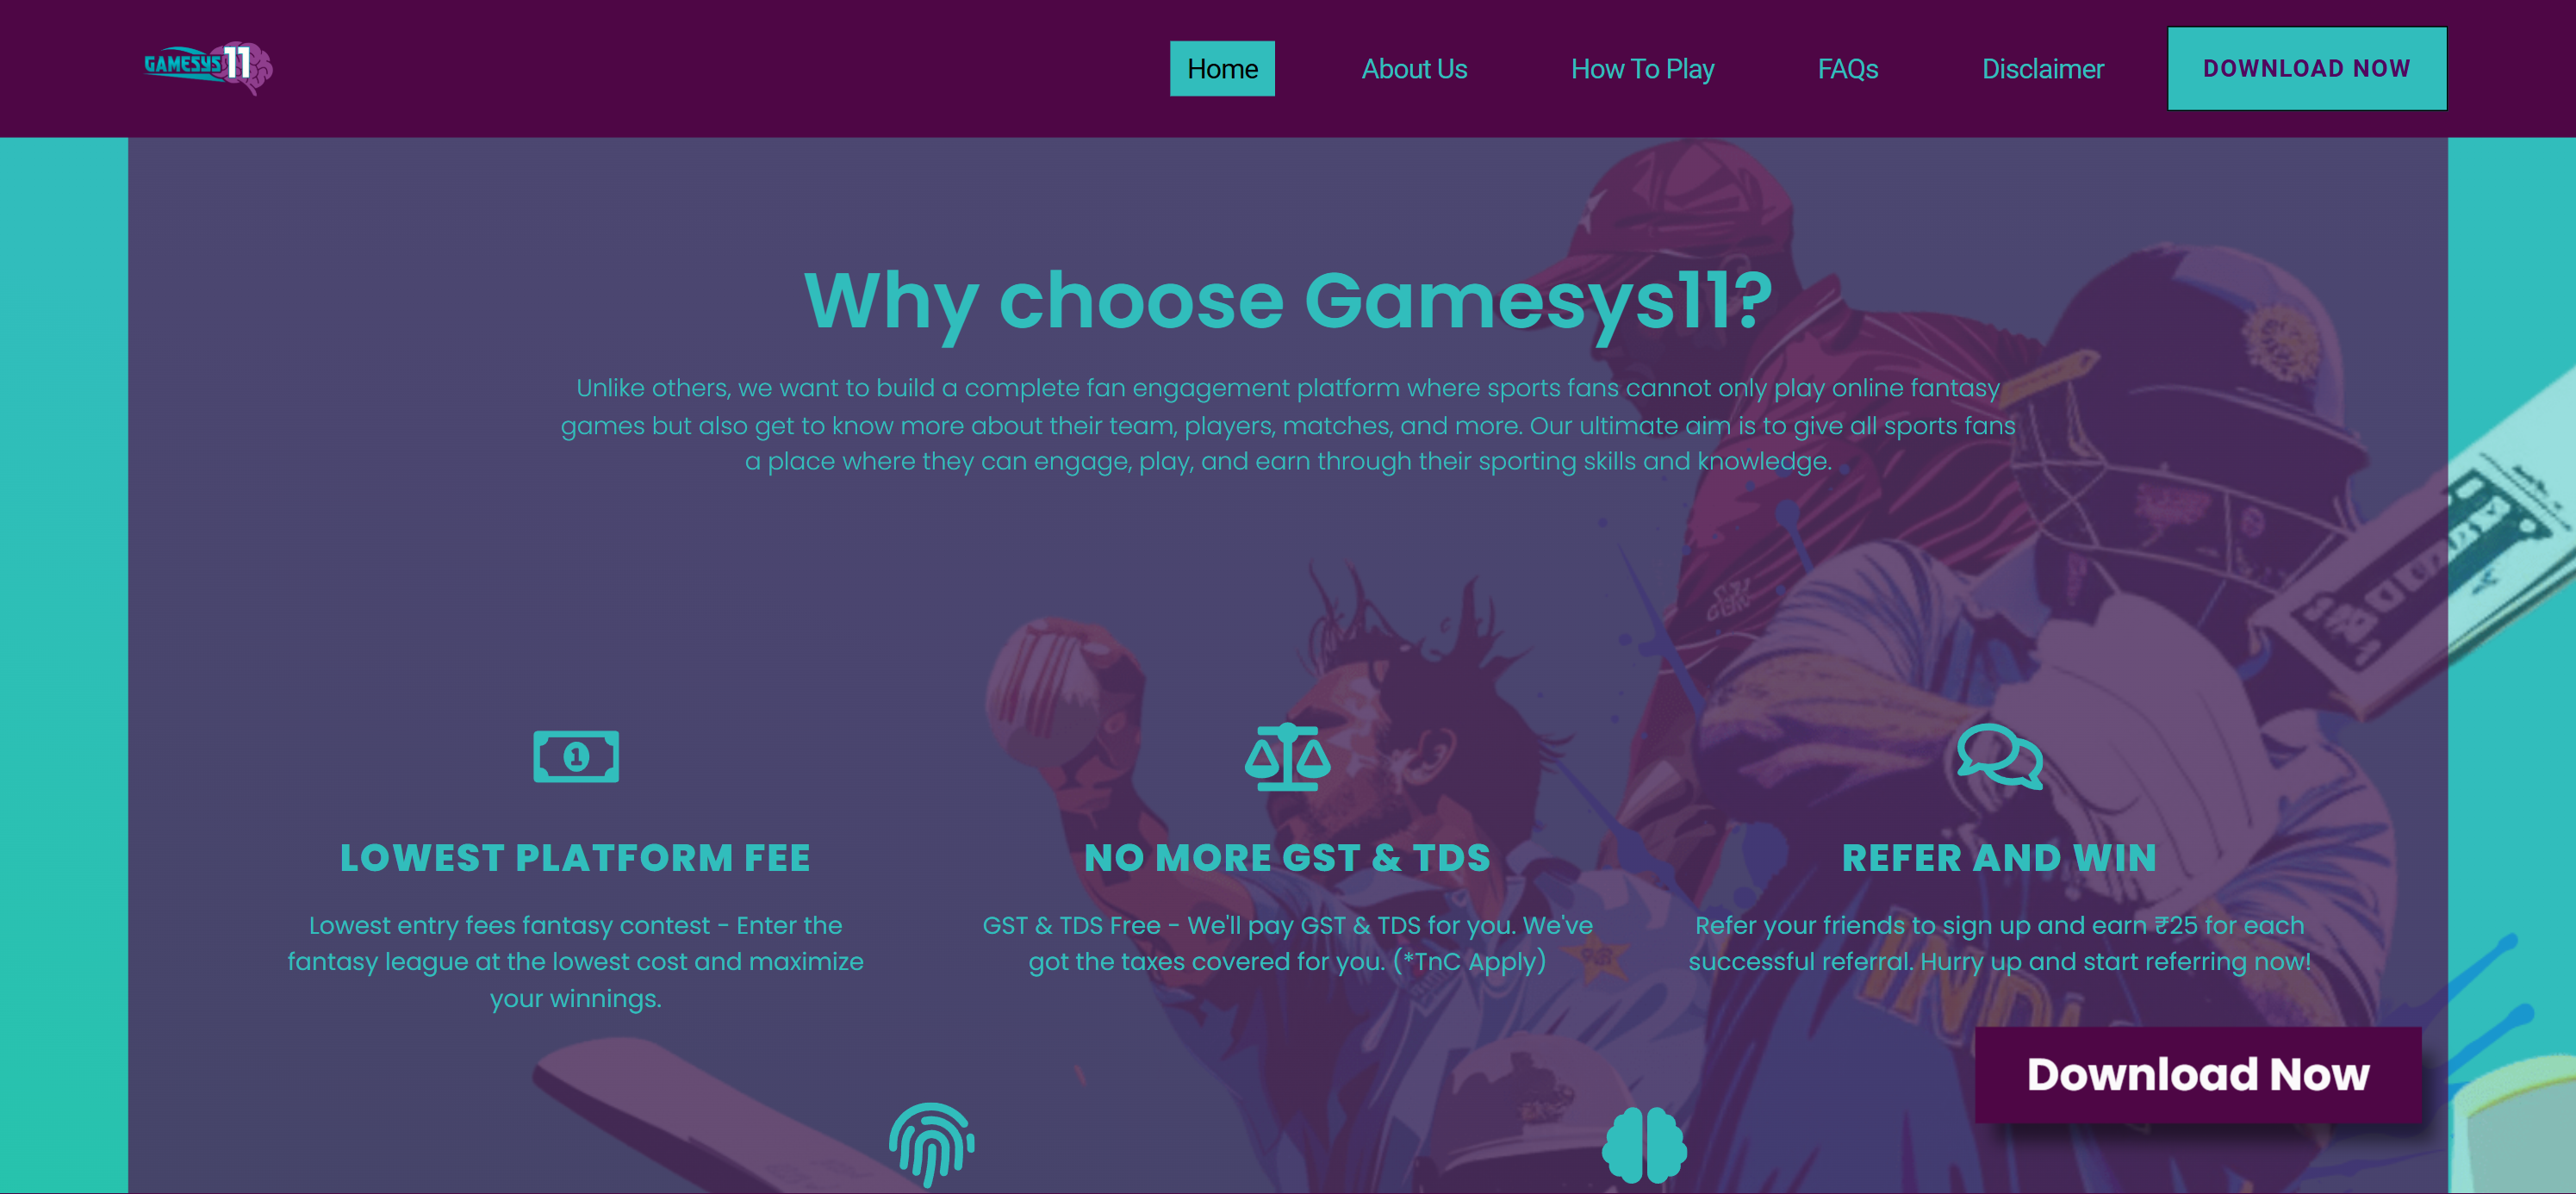 GAMESYS 11
Home
About Us
How To Play
FAQs
Disclaimer
DOWNLOAD NOW
Why choose Gamesys11?
Unlike others, we want to build a complete fan engagement platform where sports fans cannot only play online fantasy
games but also get to know more about their team, players, matches, and more. Our ultimate aim is to give all sports fans
a place where they can engage, play, and earn through their sporting skills and knowledge.
1
LOWEST PLATFORM FEE
Lowest entry fees fantasy contest - Enter the
fantasy league at the lowest cost and maximize
your winnings.
NO MORE GST & TDS
GST & TDS Free - We'll pay GST & TDS for you. We've
got the taxes covered for you. (*TnC Apply)
REFER AND WIN
Refer your friends to sign up and earn ₹25 for each
successful referral. Hurry up and start referring now!
Download Now